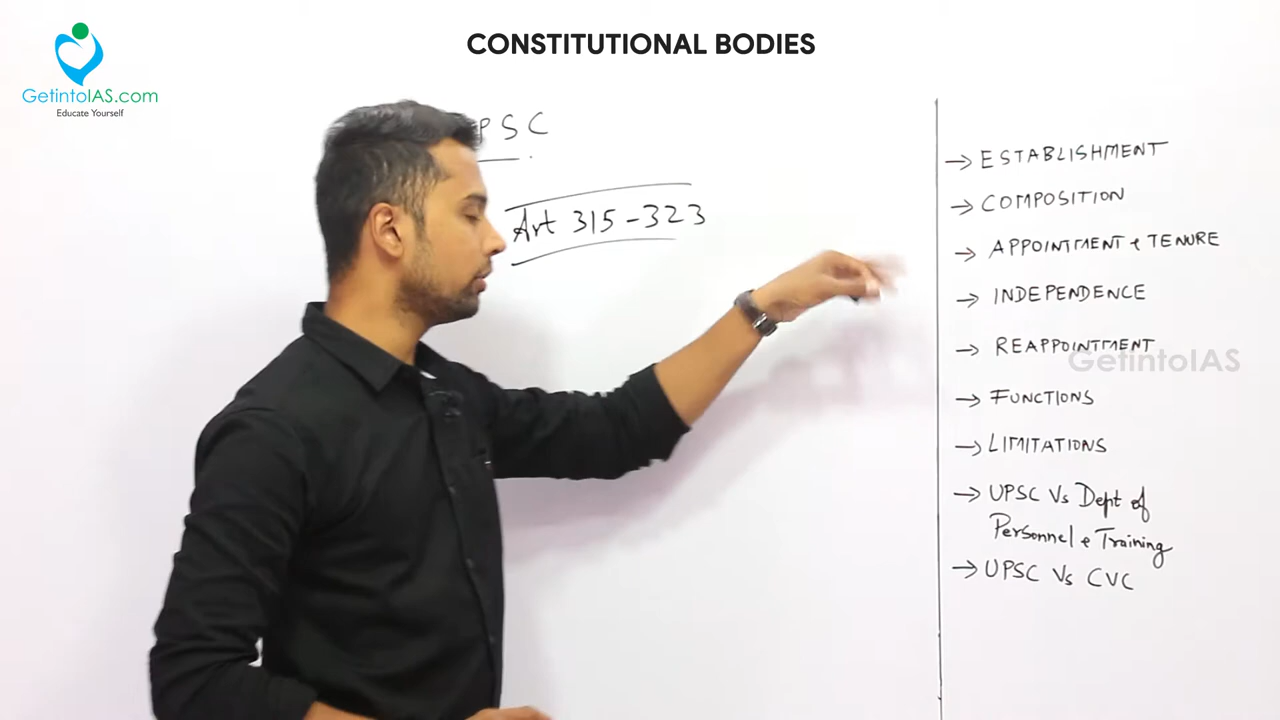 CONSTITUTIONAL BODIES
GetintoIAS.com
Educate Yourself
PSC
Art 315-323
→ ESTABLISHMENT
→ COMPOSITION
→ APPOINTMENT & TENURE
→ INDEPENDENCE
→ REAPPOINTMENT
GetintoIAS
→ FUNCTIONS
→ LIMITATIONS
→ UPSC Vs Dept of
Personnel & Training
→ UPSC Vs CVC